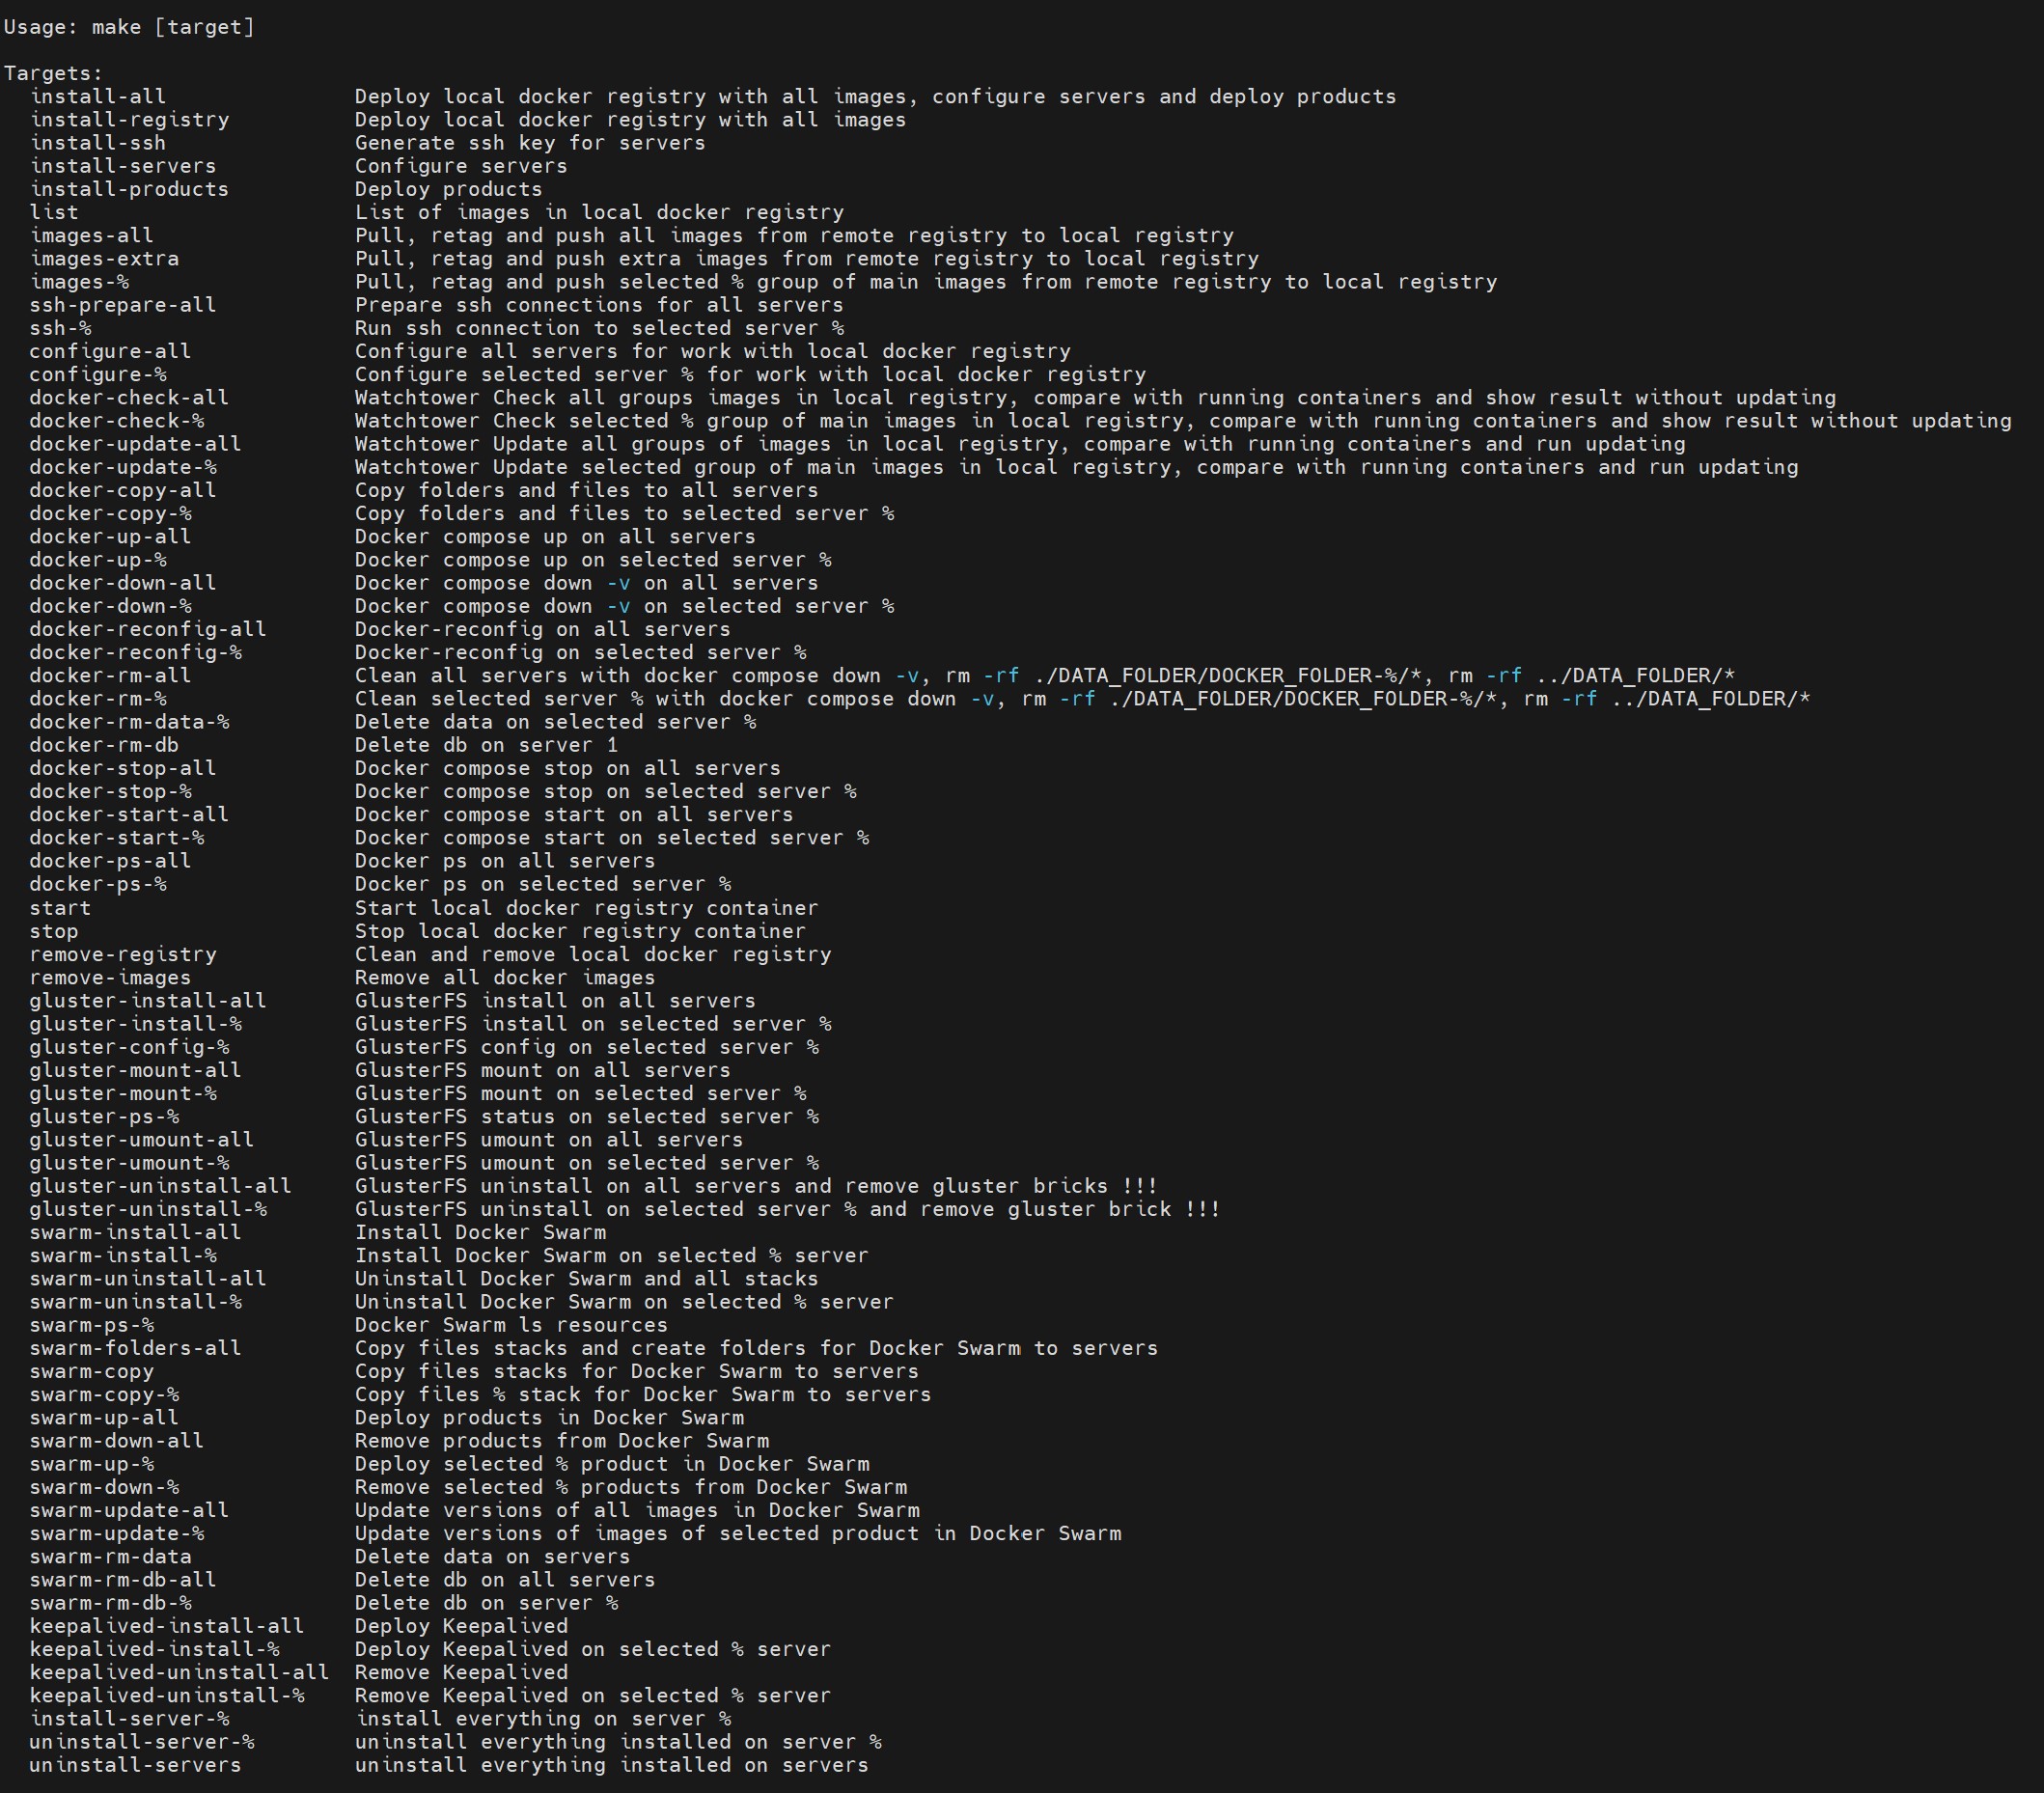 Usage: make [target]

Targets:
  install-all               Deploy local docker registry with all images, configure servers and deploy products
  install-registry          Deploy local docker registry with all images
  install-ssh               Generate ssh key for servers
  install-servers           Configure servers
  install-products          Deploy products
  list                      List of images in local docker registry
  images-all                Pull, retag and push all images from remote registry to local registry
  images-extra              Pull, retag and push extra images from remote registry to local registry
  images-%                  Pull, retag and push selected % group of main images from remote registry to local registry
  ssh-prepare-all           Prepare ssh connections for all servers
  ssh-%                     Run ssh connection to selected server %
  configure-all             Configure all servers for work with local docker registry
  configure-%               Configure selected server % for work with local docker registry
  docker-check-all          Watchtower Check all groups images in local registry, compare with running containers and show result without updating
  docker-check-%            Watchtower Check selected % group of main images in local registry, compare with running containers and show result without updating
  docker-update-all         Watchtower Update all groups of images in local registry, compare with running containers and run updating
  docker-update-%           Watchtower Update selected group of main images in local registry, compare with running containers and run updating
  docker-copy-all           Copy folders and files to all servers
  docker-copy-%             Copy folders and files to selected server %
  docker-up-all             Docker compose up on all servers
  docker-up-%               Docker compose up on selected server %
  docker-down-all           Docker compose down -v on all servers
  docker-down-%             Docker compose down -v on selected server %
  docker-reconfig-all       Docker-reconfig on all servers
  docker-reconfig-%         Docker-reconfig on selected server %
  docker-rm-all             Clean all servers with docker compose down -v, rm -rf ./DATA_FOLDER/DOCKER_FOLDER-%/*, rm -rf ../DATA_FOLDER/*
  docker-rm-%               Clean selected server % with docker compose down -v, rm -rf ./DATA_FOLDER/DOCKER_FOLDER-%/*, rm -rf ../DATA_FOLDER/*
  docker-rm-data-%          Delete data on selected server %
  docker-rm-db              Delete db on server 1
  docker-stop-all           Docker compose stop on all servers
  docker-stop-%             Docker compose stop on selected server %
  docker-start-all          Docker compose start on all servers
  docker-start-%            Docker compose start on selected server %
  docker-ps-all             Docker ps on all servers
  docker-ps-%               Docker ps on selected server %
  start                     Start local docker registry container
  stop                      Stop local docker registry container
  remove-registry           Clean and remove local docker registry
  remove-images             Remove all docker images
  gluster-install-all       GlusterFS install on all servers
  gluster-install-%         GlusterFS install on selected server %
  gluster-config-%          GlusterFS config on selected server %
  gluster-mount-all         GlusterFS mount on all servers
  gluster-mount-%           GlusterFS mount on selected server %
  gluster-ps-%              GlusterFS status on selected server %
  gluster-umount-all        GlusterFS umount on all servers
  gluster-umount-%          GlusterFS umount on selected server %
  gluster-uninstall-all     GlusterFS uninstall on all servers and remove gluster bricks !!!
  gluster-uninstall-%       GlusterFS uninstall on selected server % and remove gluster brick !!!
  swarm-install-all         Install Docker Swarm
  swarm-install-%           Install Docker Swarm on selected % server
  swarm-uninstall-all       Uninstall Docker Swarm and all stacks
  swarm-uninstall-%         Uninstall Docker Swarm on selected % server
  swarm-ps-%                Docker Swarm ls resources
  swarm-folders-all         Copy files stacks and create folders for Docker Swarm to servers
  swarm-copy                Copy files stacks for Docker Swarm to servers
  swarm-copy-%              Copy files % stack for Docker Swarm to servers
  swarm-up-all              Deploy products in Docker Swarm
  swarm-down-all            Remove products from Docker Swarm
  swarm-up-%                Deploy selected % product in Docker Swarm
  swarm-down-%              Remove selected % products from Docker Swarm
  swarm-update-all          Update versions of all images in Docker Swarm
  swarm-update-%            Update versions of images of selected product in Docker Swarm
  swarm-rm-data             Delete data on servers
  swarm-rm-db-all           Delete db on all servers
  swarm-rm-db-%             Delete db on server %
  keepalived-install-all    Deploy Keepalived
  keepalived-install-%      Deploy Keepalived on selected % server
  keepalived-uninstall-all  Remove Keepalived
  keepalived-uninstall-%    Remove Keepalived on selected % server
  install-server-%          install everything on server %
  uninstall-server-%        uninstall everything installed on server %
  uninstall-servers         uninstall everything installed on servers